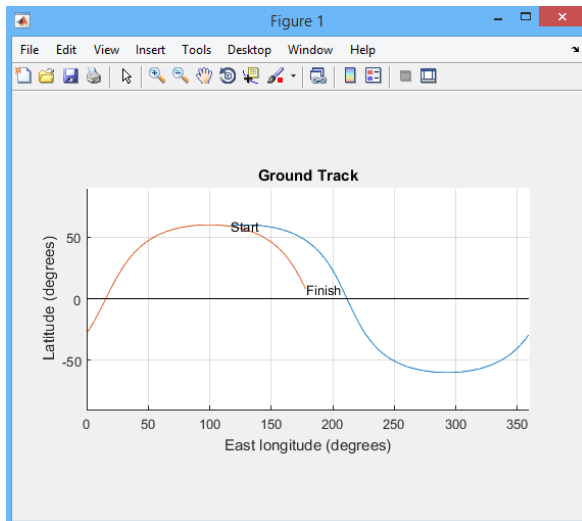 Figure 1
File Edit View Insert Tools Desktop Window Help
Ground Track
Start
Finish
50
0
-50
Latitude (degrees)
0 50 100 150 200 250 300 350
East longitude (degrees)